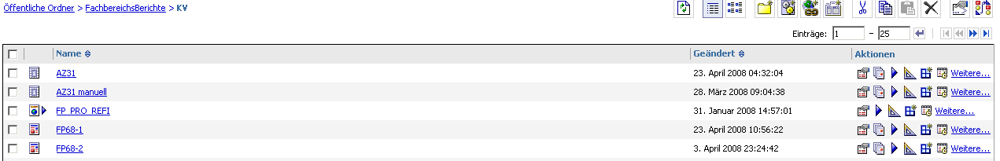 Öffentliche Ordner > FachbereichsBerichte > KV
Einträge: 1 - 25
Name Geändert Aktionen
AZ31 23. April 2008 04:32:04 Weitere...
AZ31 manuell 28. März 2008 09:04:38 Weitere...
FP_PRO_REFI 31. Januar 2008 14:57:01 Weitere...
FP68-1 23. April 2008 10:56:22 Weitere...
FP68-2 3. April 2008 23:24:42 Weitere...